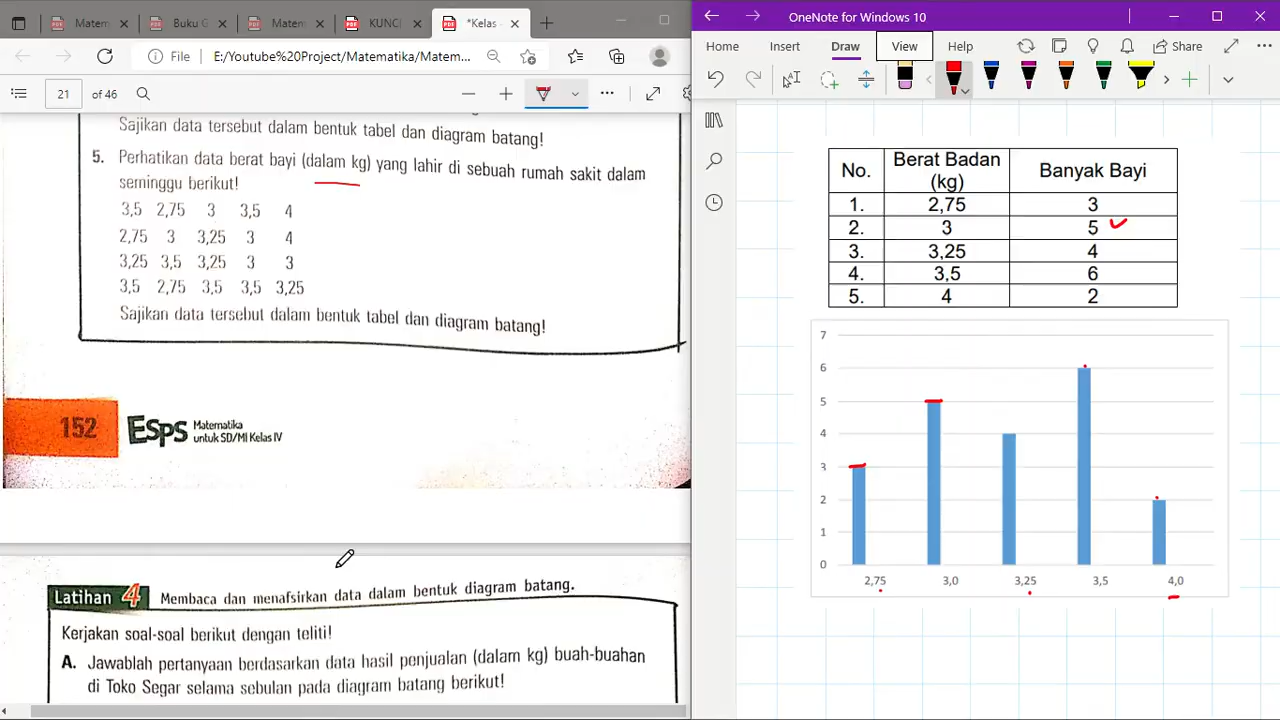 Matem
Buku G
Matem
KUNCI
*Kelas -
File
E:/Youtube%20Project/Matematika/Matem...
21
of 46
Sajikan data tersebut dalam bentuk tabel dan diagram batang!
5. Perhatikan data berat bayi (dalam kg) yang lahir di sebuah rumah sakit dalam
seminggu berikut!
3,5 2,75 3 3,5 4
2,75 3 3,25 3 4
3,25 3,5 3,25 3 3
3,5 2,75 3,5 3,5 3,25
Sajikan data tersebut dalam bentuk tabel dan diagram batang!
152
Esps
Matematika
untuk SD/MI Kelas IV
Latihan 4 Membaca dan menafsirkan data dalam bentuk diagram batang.
Kerjakan soal-soal berikut dengan teliti!
A. Jawablah pertanyaan berdasarkan data hasil penjualan (dalam kg) buah-buahan
di Toko Segar selama sebulan pada diagram batang berikut!
OneNote for Windows 10
Home Insert Draw View Help
Share
No. Berat Badan (kg) Banyak Bayi
1. 2,75 3
2. 3 5
3. 3,25 4
4. 3,5 6
5. 4 2
7
6
5
4
3
2
1
0
2,75 3,0 3,25 3,5 4,0